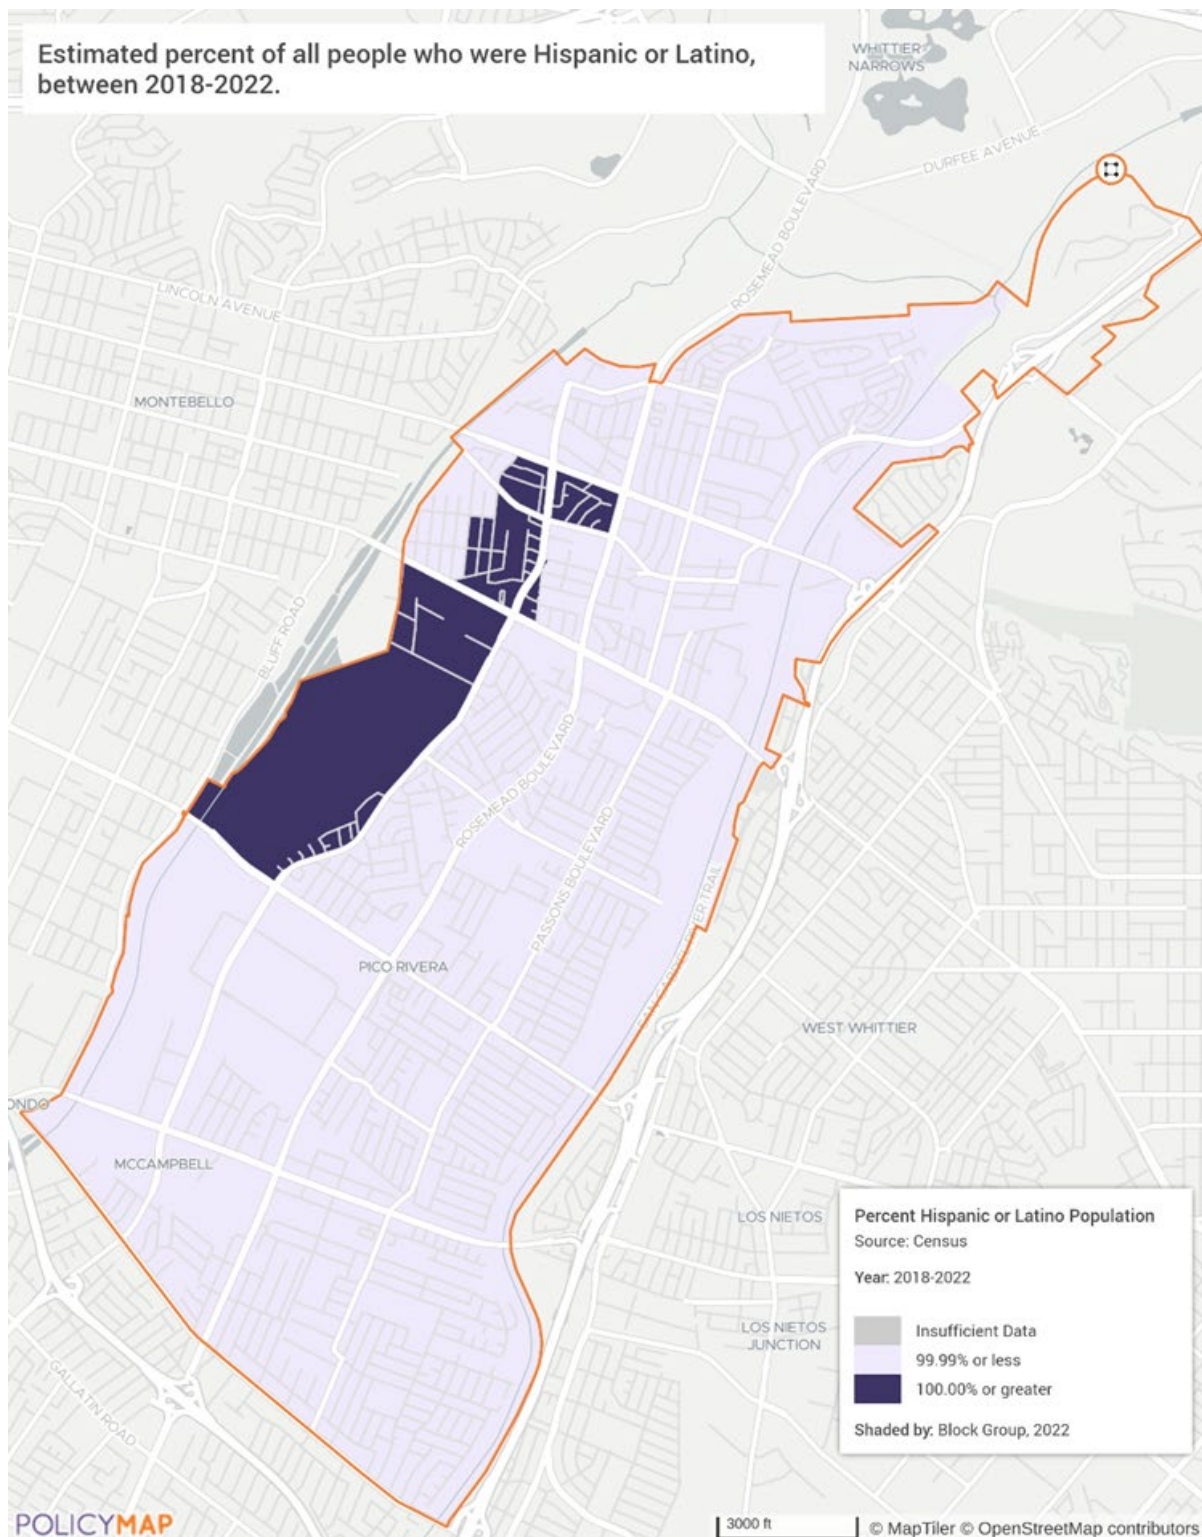 Estimated percent of all people who were Hispanic or Latino,
between 2018-2022.
WHITTIER
NARROWS
DURFEE AVENUE
ROSEMEAD BOULEVARD
LINCOLN AVENUE
MONTEBELLO
BLUFF ROAD
ROSEMEAD BOULEVARD
PASSONS BOULEVARD
RIVER TRAIL
PICO RIVERA
WEST WHITTIER
ONDO
MCCAMPBELL
LOS NIETOS
LOS NIETOS
JUNCTION
GALLATIN ROAD
Percent Hispanic or Latino Population
Source: Census
Year: 2018-2022
Insufficient Data
99.99% or less
100.00% or greater
Shaded by: Block Group, 2022
POLICYMAP
3000 ft
© MapTiler © OpenStreetMap contributors